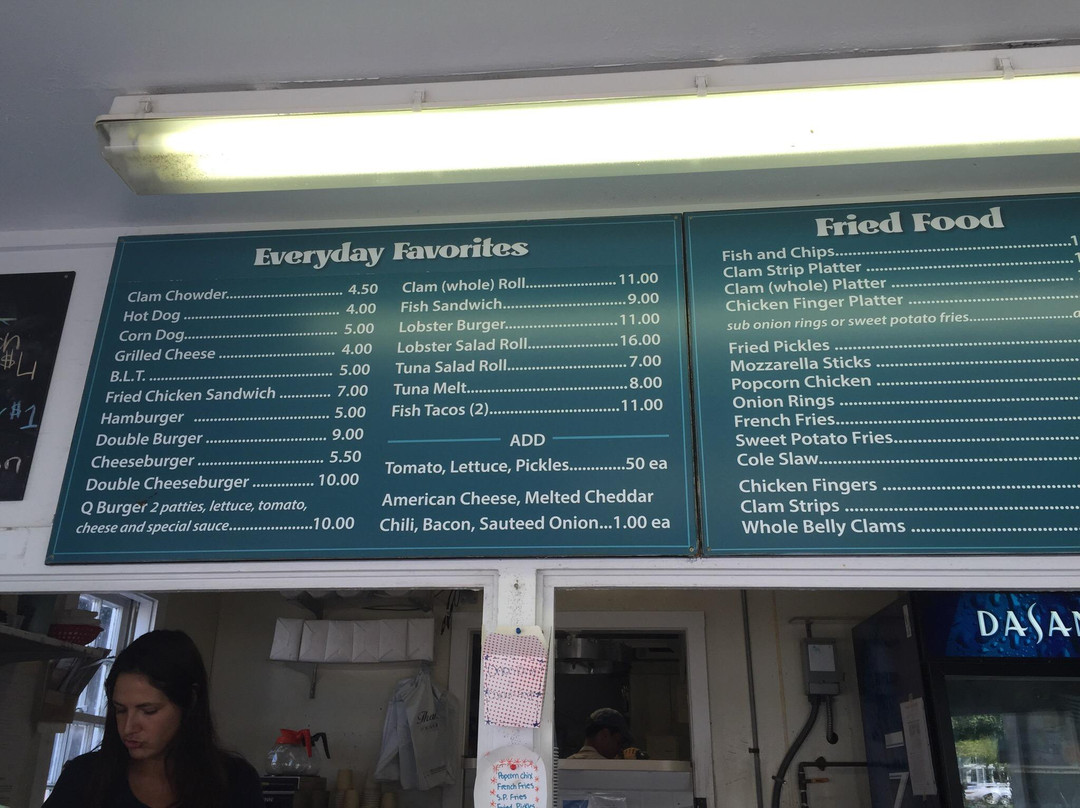 Everyday Favorites
Clam Chowder 4.50
Hot Dog 4.00
Corn Dog 5.00
Grilled Cheese 4.00
B.L.T. 5.00
Fried Chicken Sandwich 7.00
Hamburger 5.00
Double Burger 9.00
Cheeseburger 5.50
Double Cheeseburger 10.00
Q Burger 2 patties, lettuce, tomato,
cheese and special sauce 10.00
Clam (whole) Roll 11.00
Fish Sandwich 9.00
Lobster Burger 11.00
Lobster Salad Roll 16.00
Tuna Salad Roll 7.00
Tuna Melt 8.00
Fish Tacos (2) 11.00
ADD
Tomato, Lettuce, Pickles .50 ea
American Cheese, Melted Cheddar
Chili, Bacon, Sauteed Onion 1.00 ea
Fried Food
Fish and Chips
Clam Strip Platter
Clam (whole) Platter
Chicken Finger Platter
sub onion rings or sweet potato fries
Fried Pickles
Mozzarella Sticks
Popcorn Chicken
Onion Rings
French Fries
Sweet Potato Fries
Cole Slaw
Chicken Fingers
Clam Strips
Whole Belly Clams
DASAN
Popcorn Chix
French Fries
S.P. Fries